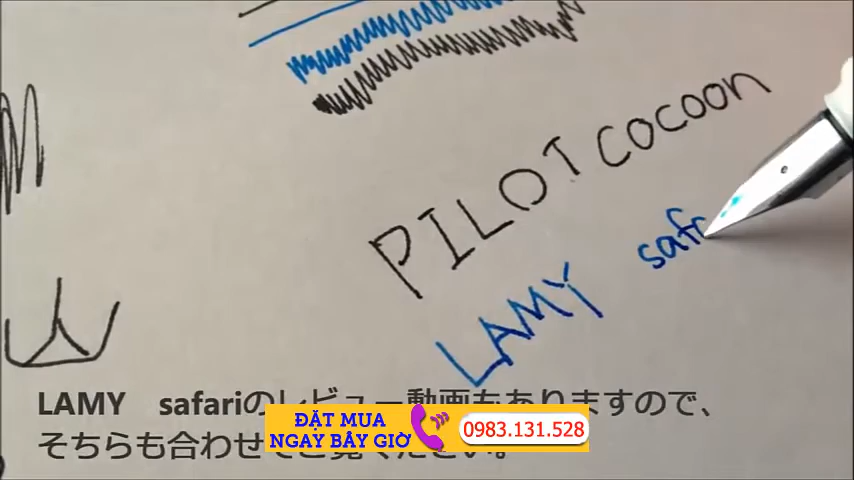 PILOT cocoon
LAMY safa
LAMY safariのレビュー動画もありますので、
そちらも合わせてご覧ください。
ĐẶT MUA
NGAY BÂY GIỜ
0983.131.528